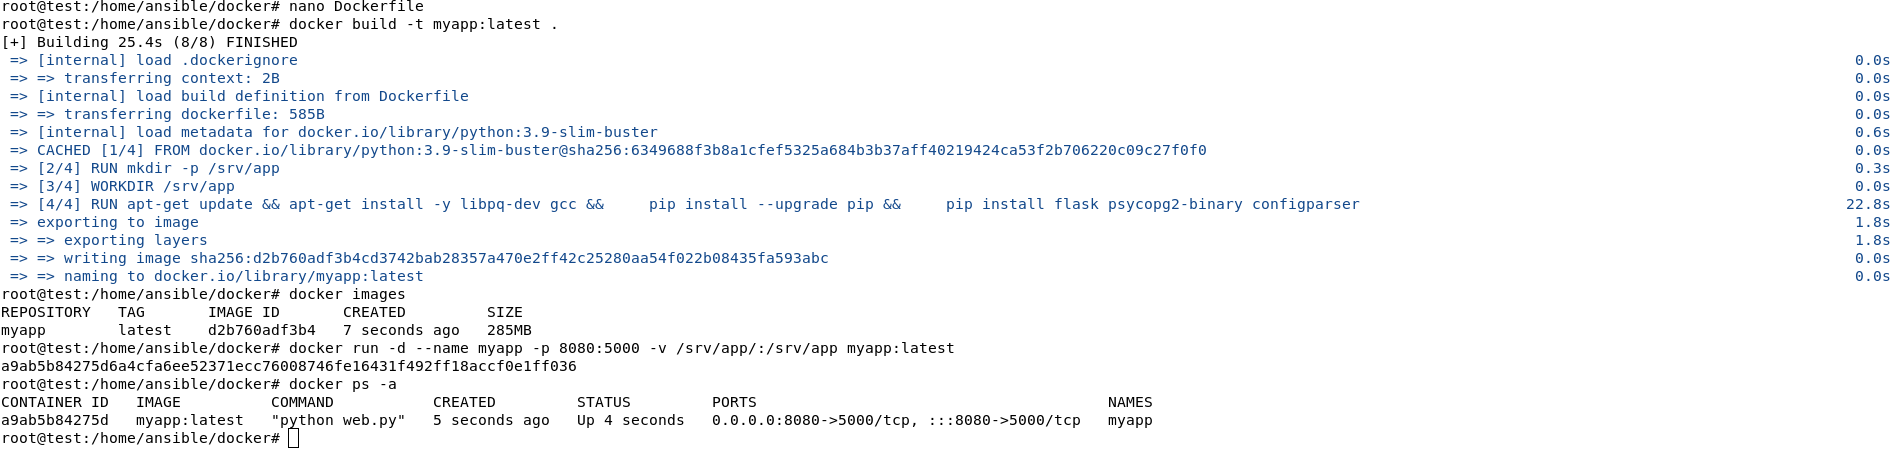 root@test:/home/ansible/docker# nano Dockerfile
root@test:/home/ansible/docker# docker build -t myapp:latest .
[+] Building 25.4s (8/8) FINISHED
 => [internal] load .dockerignore 0.0s
 => => transferring context: 2B 0.0s
 => [internal] load build definition from Dockerfile 0.0s
 => => transferring dockerfile: 585B 0.0s
 => [internal] load metadata for docker.io/library/python:3.9-slim-buster 0.6s
 => CACHED [1/4] FROM docker.io/library/python:3.9-slim-buster@sha256:6349688f3b8a1cfef5325a684b3b37aff40219424ca53f2b706220c09c27f0f0 0.0s
 => [2/4] RUN mkdir -p /srv/app 0.3s
 => [3/4] WORKDIR /srv/app 0.0s
 => [4/4] RUN apt-get update && apt-get install -y libpq-dev gcc &&     pip install --upgrade pip &&     pip install flask psycopg2-binary configparser 22.8s
 => exporting to image 1.8s
 => => exporting layers 1.8s
 => => writing image sha256:d2b760adf3b4cd3742bab28357a470e2ff42c25280aa54f022b08435fa593abc 0.0s
 => => naming to docker.io/library/myapp:latest 0.0s
root@test:/home/ansible/docker# docker images
REPOSITORY   TAG       IMAGE ID       CREATED         SIZE
myapp        latest    d2b760adf3b4   7 seconds ago   285MB
root@test:/home/ansible/docker# docker run -d --name myapp -p 8080:5000 -v /srv/app/:/srv/app myapp:latest
a9ab5b84275d6a4cfa6ee52371ecc76008746fe16431f492ff18accf0e1ff036
root@test:/home/ansible/docker# docker ps -a
CONTAINER ID   IMAGE          COMMAND           CREATED         STATUS         PORTS                                       NAMES
a9ab5b84275d   myapp:latest   "python web.py"   5 seconds ago   Up 4 seconds   0.0.0.0:8080->5000/tcp, :::8080->5000/tcp   myapp
root@test:/home/ansible/docker#